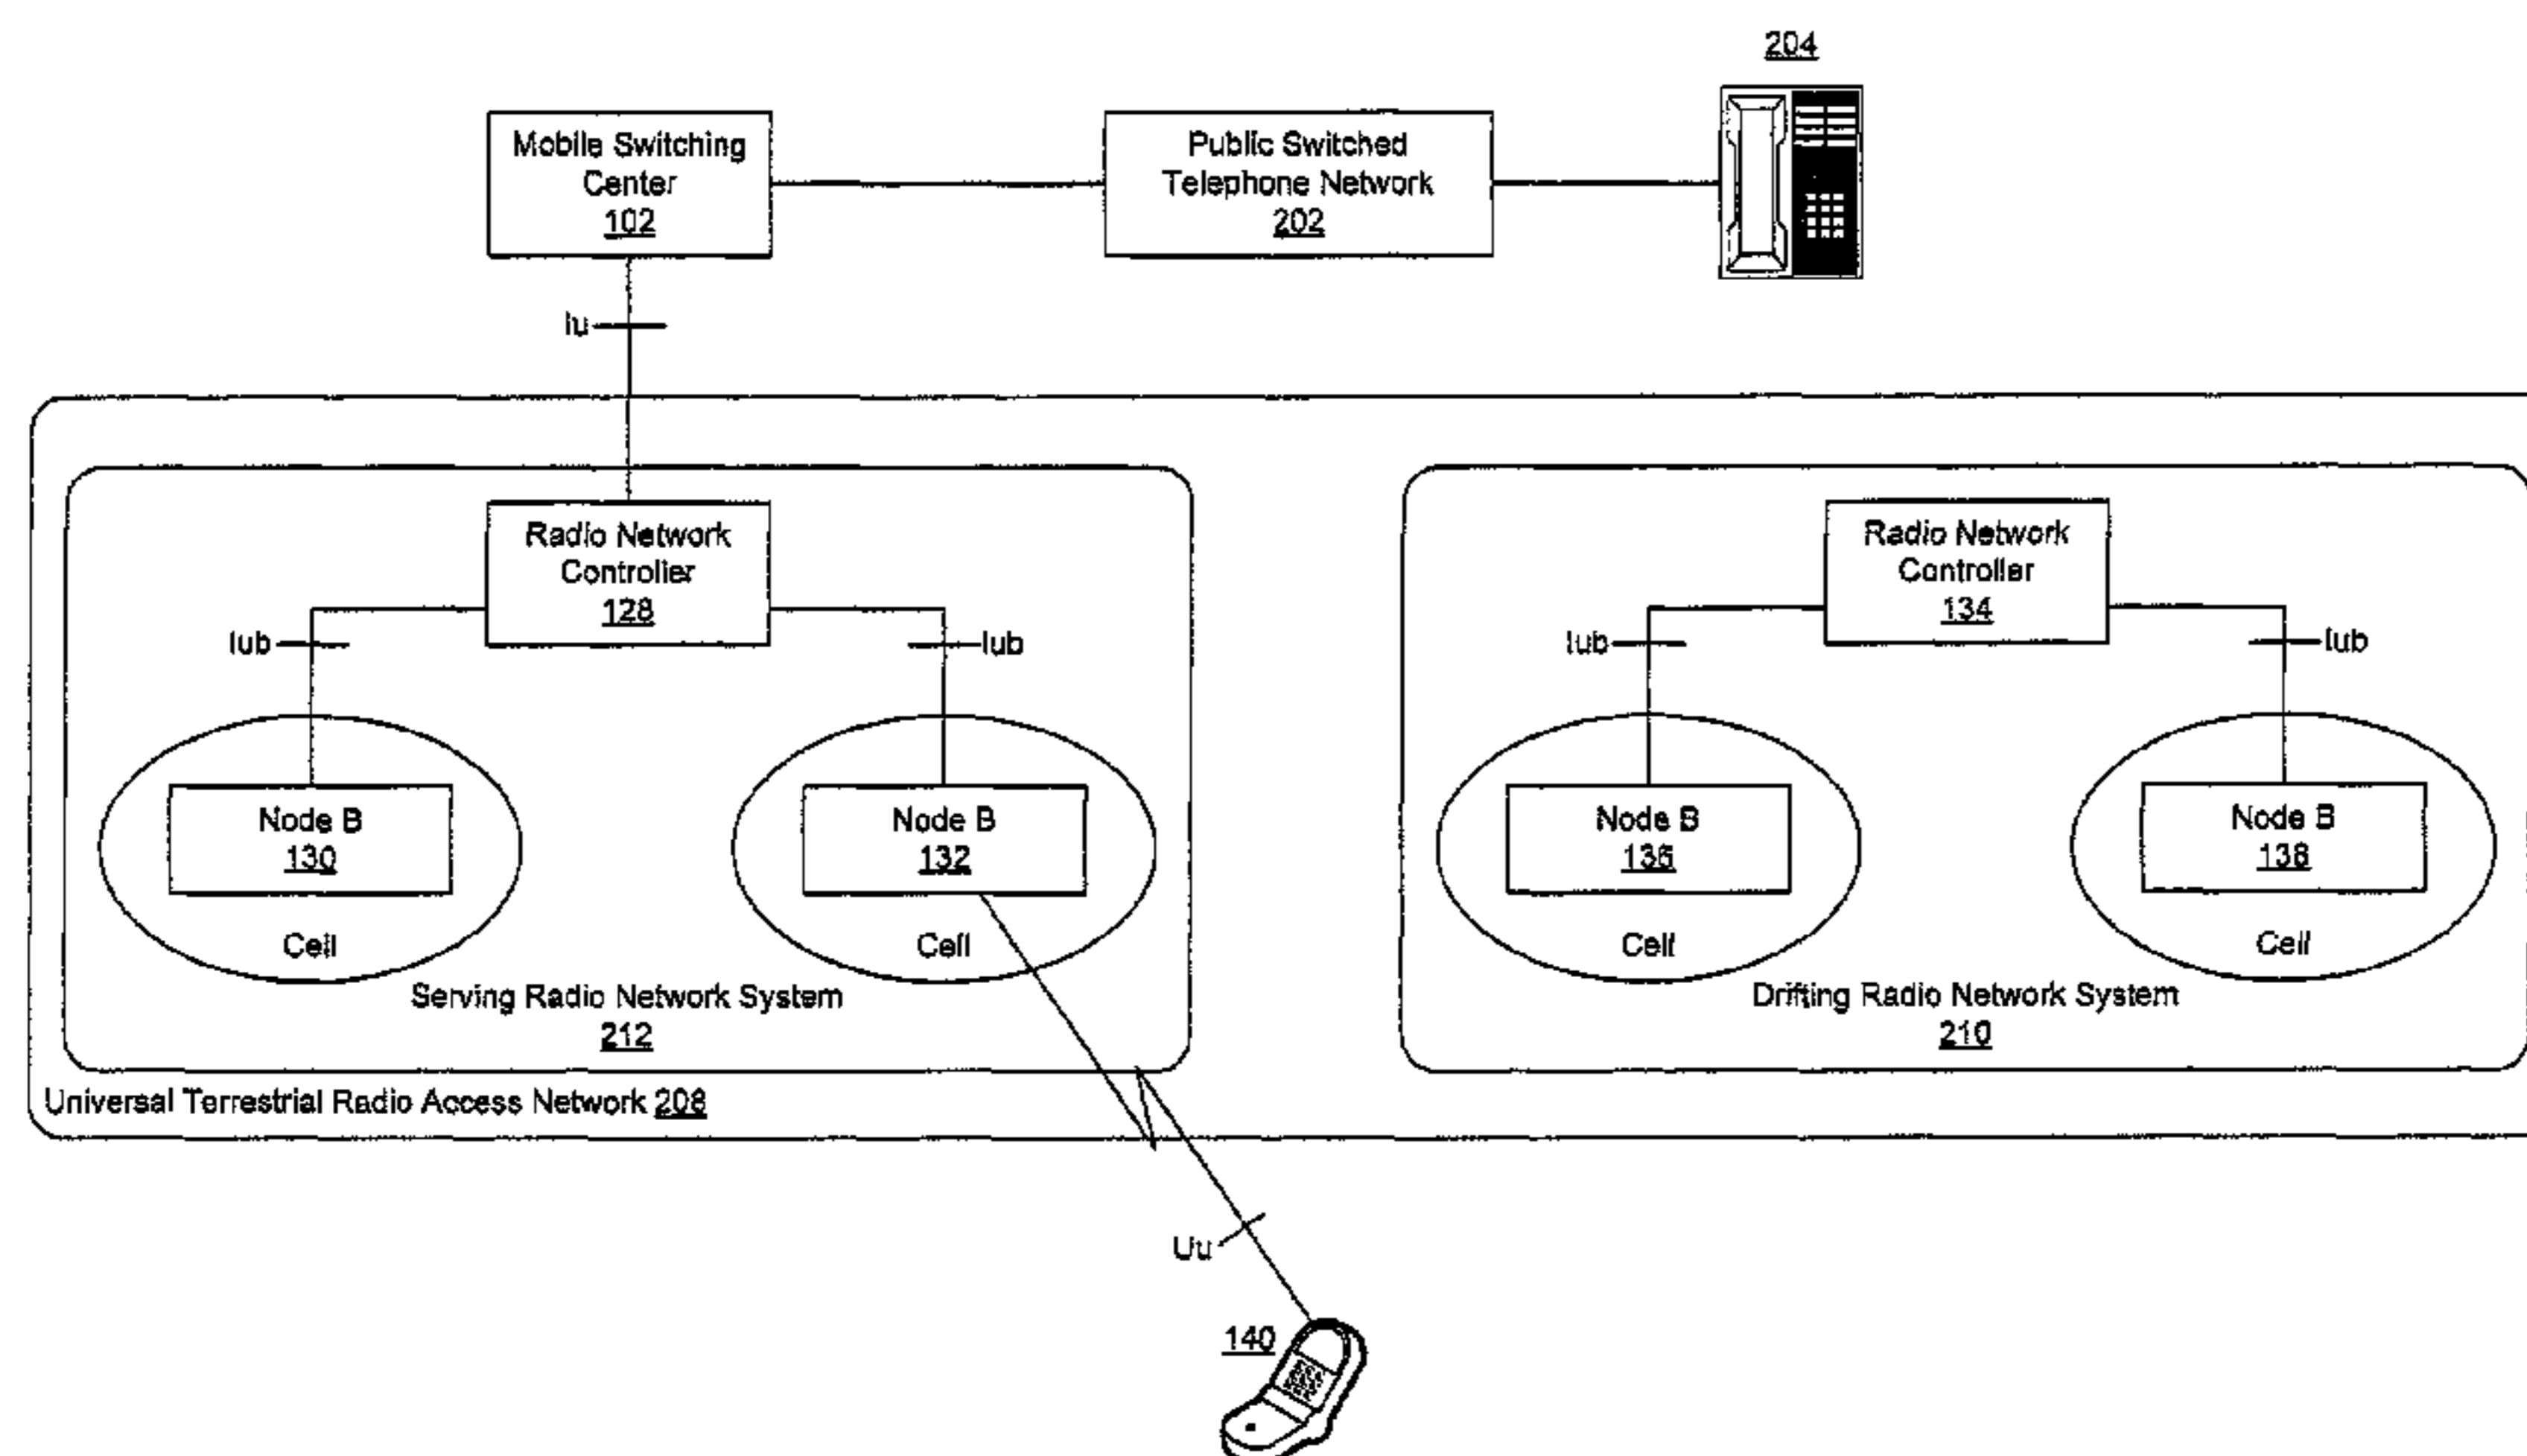 204
Mobile Switching
Center
102
Public Switched
Telephone Network
202
Iu
Radio Network
Controller
128
Radio Network
Controller
134
Iub
Iub
Iub
Iub
Node B
130
Node B
132
Node B
136
Node B
138
Cell
Cell
Cell
Cell
Serving Radio Network System
212
Drifting Radio Network System
210
Universal Terrestrial Radio Access Network 208
Uu
140